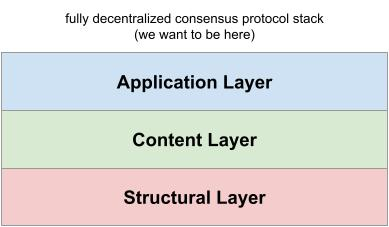 fully decentralized consensus protocol stack
(we want to be here)
Application Layer
Content Layer
Structural Layer